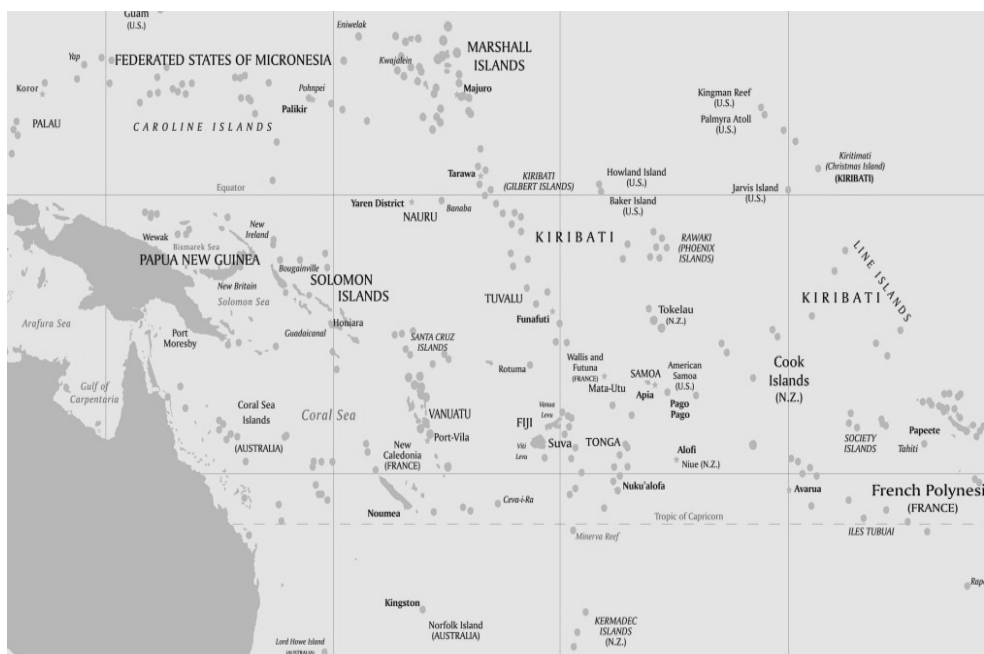 Guam
(U.S.)
Eniwelak
Yap
FEDERATED STATES OF MICRONESIA
MARSHALL
ISLANDS
Kwajalein
Koror
Pohnpei
Majuro
Palikir
Kingman Reef
(U.S.)
Palmyra Atoll
(U.S.)
PALAU
CAROLINE ISLANDS
Kiritimati
(Christmas Island)
(KIRIBATI)
Tarawa
KIRIBATI
(GILBERT ISLANDS)
Howland Island
(U.S.)
Equator
Jarvis Island
(U.S.)
Yaren District
NAURU
Banaba
Baker Island
(U.S.)
New
Ireland
Wewak
Bismarek Sea
KIRIBATI
RAWAKI
(PHOENIX
ISLANDS)
PAPUA NEW GUINEA
Bougainville
SOLOMON
ISLANDS
LINE ISLANDS
New Britain
Solomon Sea
TUVALU
KIRIBATI
Arafura Sea
Port
Moresby
Guadaicanal
Honiara
Funafuti
Tokelau
(N.Z.)
SANTA CRUZ
ISLANDS
Rotuma
Wallis and
Futuna
(FRANCE)
Mata-Utu
SAMOA
Apia
American
Samoa
(U.S.)
Pago
Pago
Cook
Islands
(N.Z.)
Gulf of
Carpentaria
Coral Sea
Islands
(AUSTRALIA)
Coral Sea
VANUATU
Port-Vila
Vanua
Leva
FIJI
Suva
Viti
Leva
TONGA
Alofi
Niue (N.Z.)
SOCIETY
ISLANDS
Papeete
Tahiti
New
Caledonia
(FRANCE)
Nuku'alofa
Avarua
French Polynesi
(FRANCE)
Noumea
Ceva-i-Ra
Tropic of Capricorn
Minerva Reef
ILES TUBUAI
Rap
Kingston
Norfolk Island
(AUSTRALIA)
KERMADEC
ISLANDS
(N.Z.)
Lord Howe Island
(AUSTRALIA)